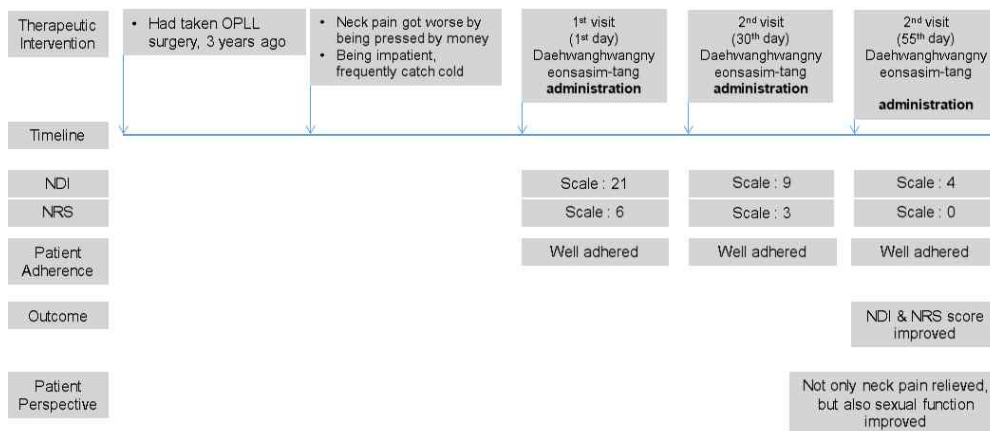 Therapeutic
Intervention
• Had taken OPLL
surgery, 3 years ago
• Neck pain got worse by
being pressed by money
• Being impatient,
frequently catch cold
1st visit
(1st day)
Daehwanghwangny
eonsasim-tang
administration
2nd visit
(30th day)
Daehwanghwangny
eonsasim-tang
administration
2nd visit
(55th day)
Daehwanghwangny
eonsasim-tang
administration
Timeline
NDI
Scale : 21
Scale : 9
Scale : 4
NRS
Scale : 6
Scale : 3
Scale : 0
Patient
Adherence
Well adhered
Well adhered
Well adhered
Outcome
NDI & NRS score
improved
Patient
Perspective
Not only neck pain relieved,
but also sexual function
improved